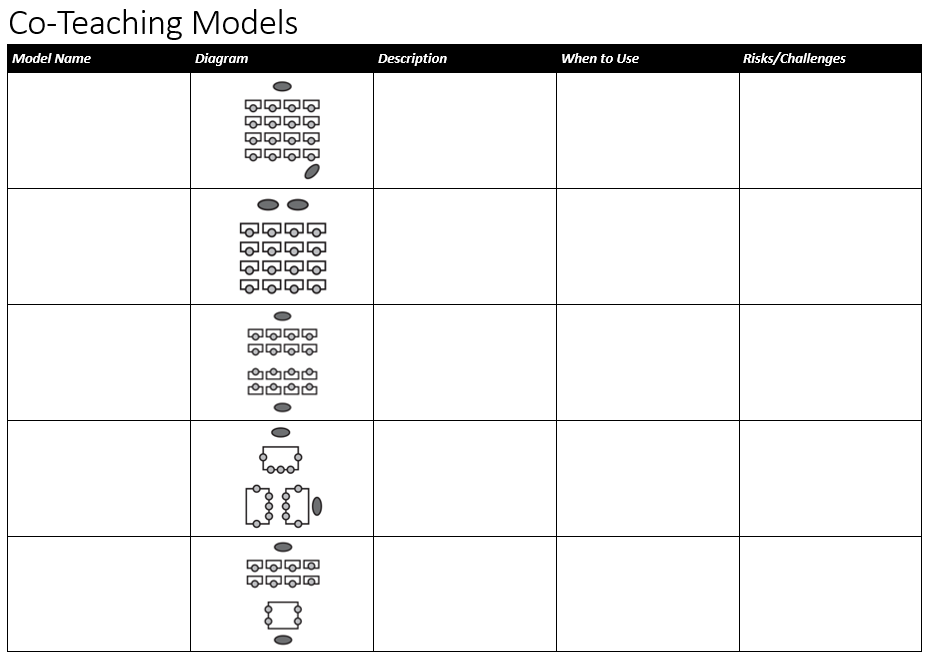 Co-Teaching Models
Model Name Diagram Description When to Use Risks/Challenges